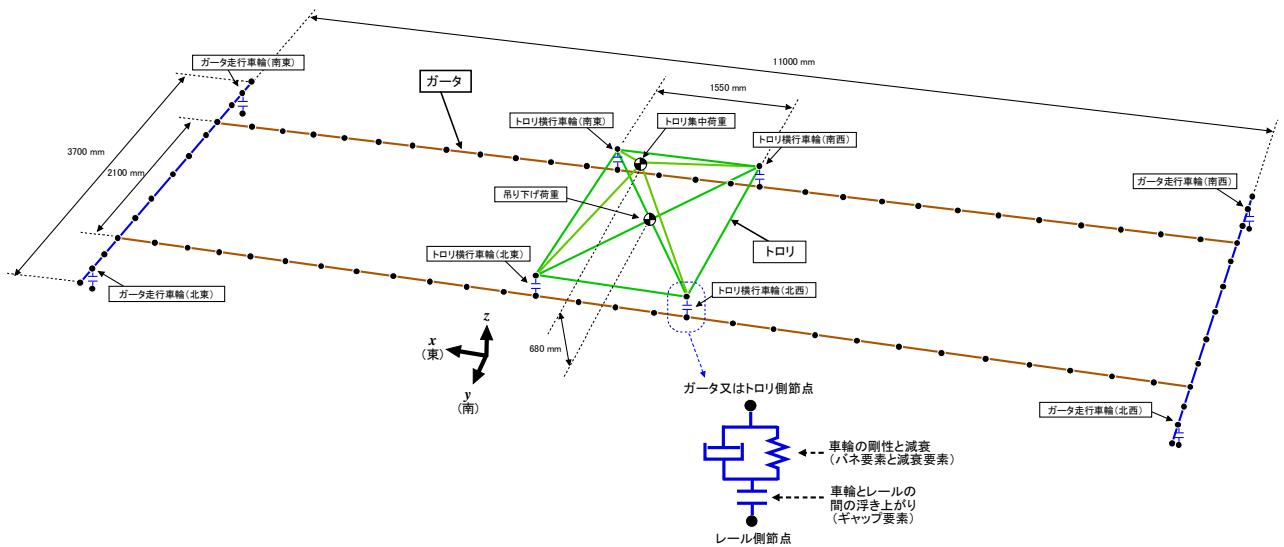 11000 mm
ガータ走行車輪(南東)
ガータ
1550 mm
トロリ横行車輪(南東)
トロリ集中荷重
トロリ横行車輪(南西)
3700 mm
2100 mm
吊り下げ荷重
ガータ走行車輪(南西)
トロリ
トロリ横行車輪(北東)
トロリ横行車輪(北西)
ガータ走行車輪(北東)
z
x
(東)
y
(南)
680 mm
ガータ走行車輪(北西)
ガータ又はトロリ側節点
車輪の剛性と減衰
(バネ要素と減衰要素)
車輪とレールの
間の浮き上がり
(ギャップ要素)
レール側節点